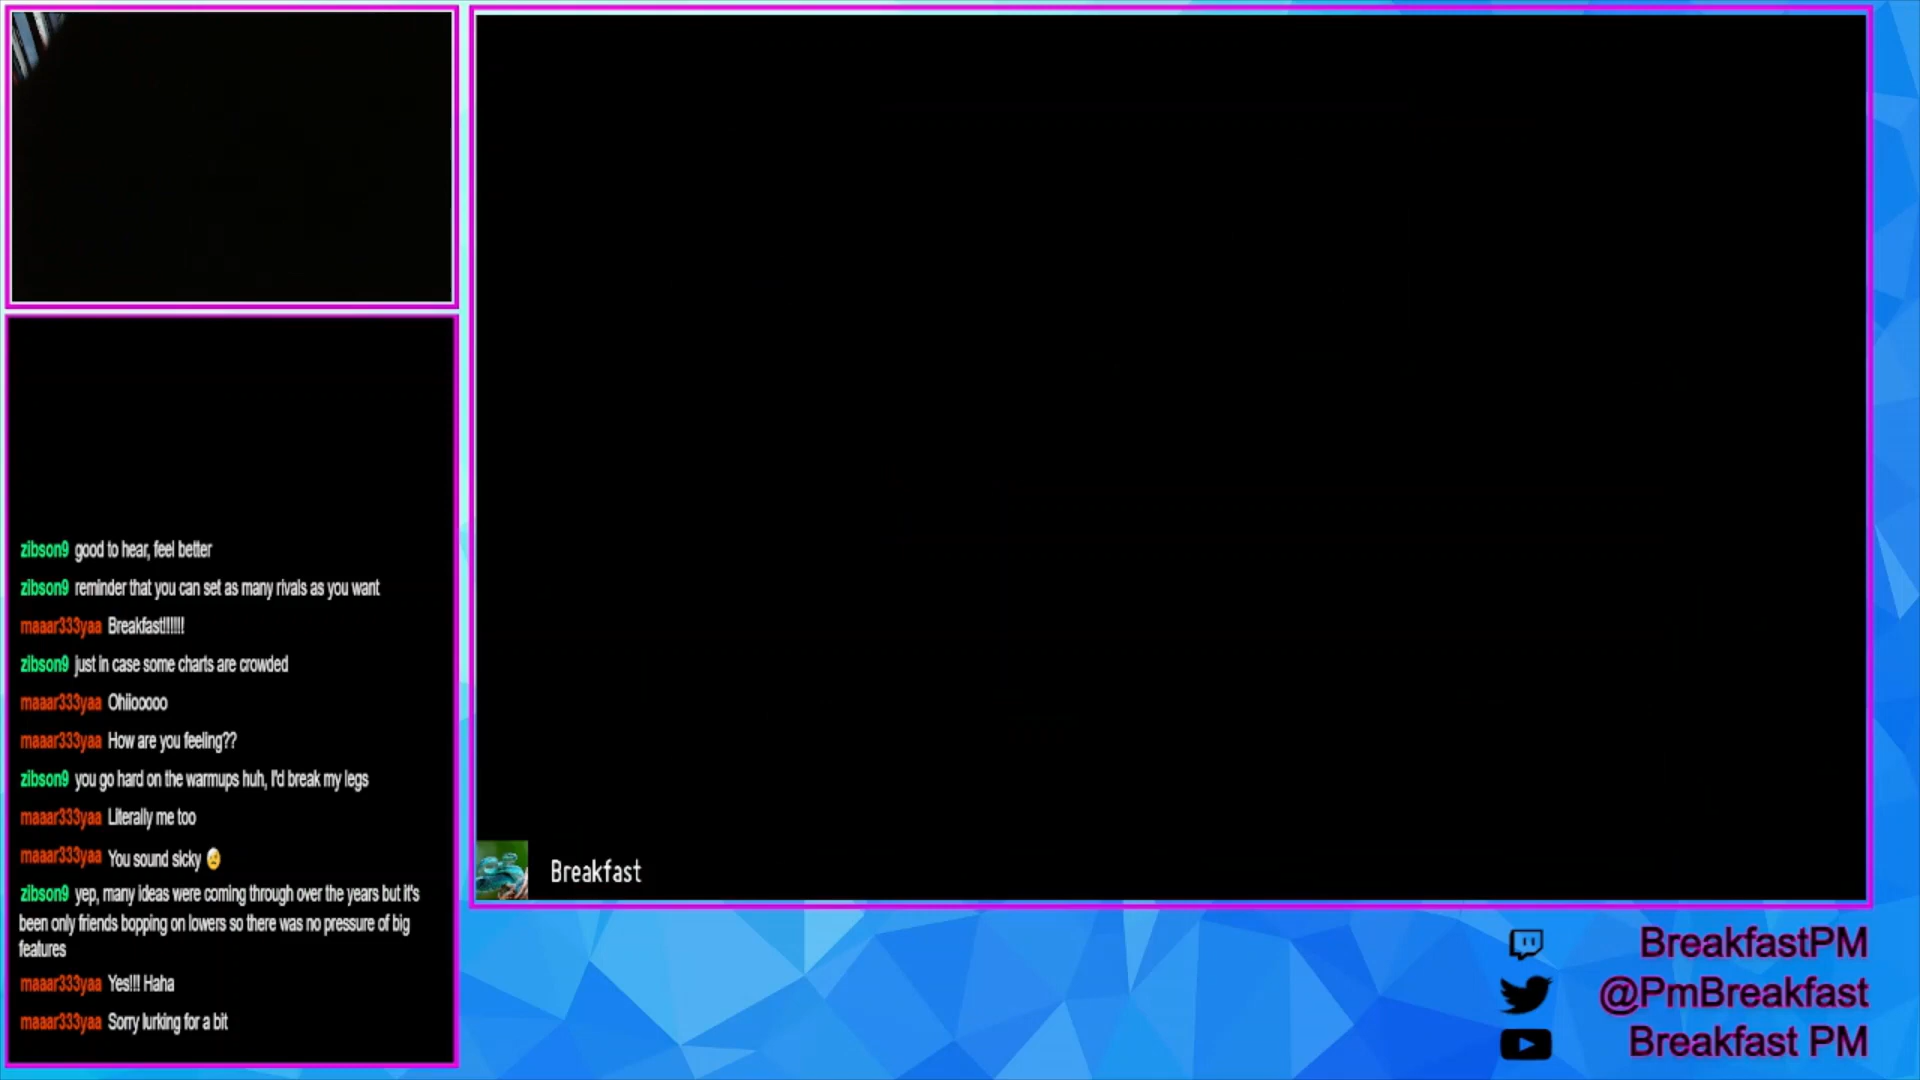 zibson9 good to hear, feel better
zibson9 reminder that you can set as many rivals as you want
maaar333yaa Breakfast!!!!!!!
zibson9 just in case some charts are crowded
maaar333yaa Ohiiooooo
maaar333yaa How are you feeling??
zibson9 you go hard on the warmups huh, I'd break my legs
maaar333yaa LIterally me too
maaar333yaa You sound sicky 🤕
zibson9 yep, many ideas were coming through over the years but it's
been only friends bopping on lowers so there was no pressure of big
features
maaar333yaa Yes!!! Haha
maaar333yaa Sorry lurking for a bit
Breakfast
BreakfastPM
@PmBreakfast
Breakfast PM